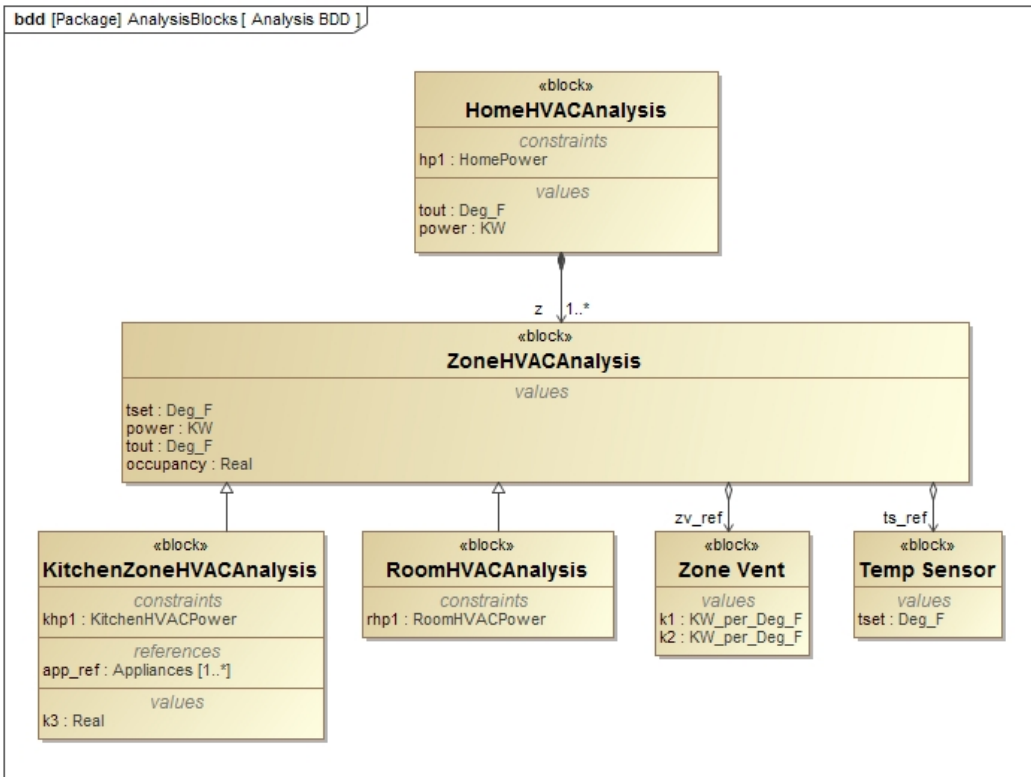 bdd [Package] AnalysisBlocks [ Analysis BDD ]
«block»
HomeHVACAnalysis
constraints
hp1 : HomePower
values
tout : Deg_F
power : KW
z 1..*
«block»
ZoneHVACAnalysis
values
tset : Deg_F
power : KW
tout : Deg_F
occupancy : Real
zv_ref
ts_ref
«block»
KitchenZoneHVACAnalysis
constraints
khp1 : KitchenHVACPower
references
app_ref : Appliances [1..*]
values
k3 : Real
«block»
RoomHVACAnalysis
constraints
rhp1 : RoomHVACPower
«block»
Zone Vent
values
k1 : KW_per_Deg_F
k2 : KW_per_Deg_F
«block»
Temp Sensor
values
tset : Deg_F